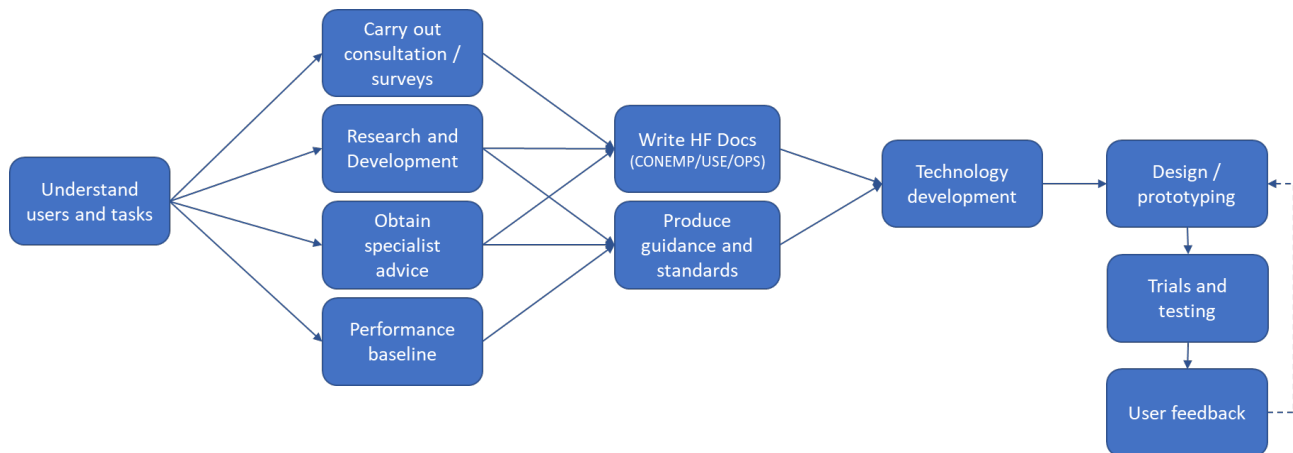 Understand
users and tasks
Carry out
consultation /
surveys
Research and
Development
Obtain
specialist
advice
Performance
baseline
Write HF Docs
(CONEMP/USE/OPS)
Produce
guidance and
standards
Technology
development
Design /
prototyping
Trials and
testing
User feedback